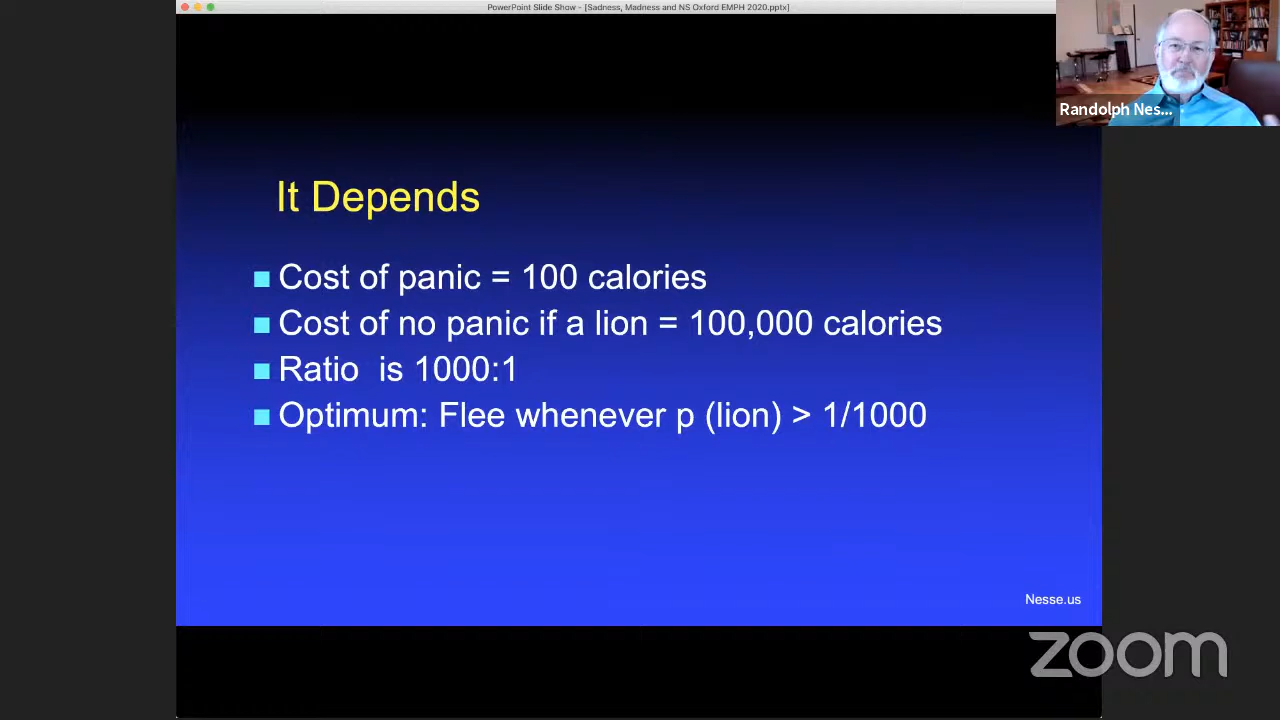 PowerPoint Slide Show - [Sadness, Madness and NS Oxford EMPH 2020.pptx]
Randolph Nes...
It Depends
Cost of panic = 100 calories
Cost of no panic if a lion = 100,000 calories
Ratio is 1000:1
Optimum: Flee whenever p (lion) > 1/1000
Nesse.us
zoom